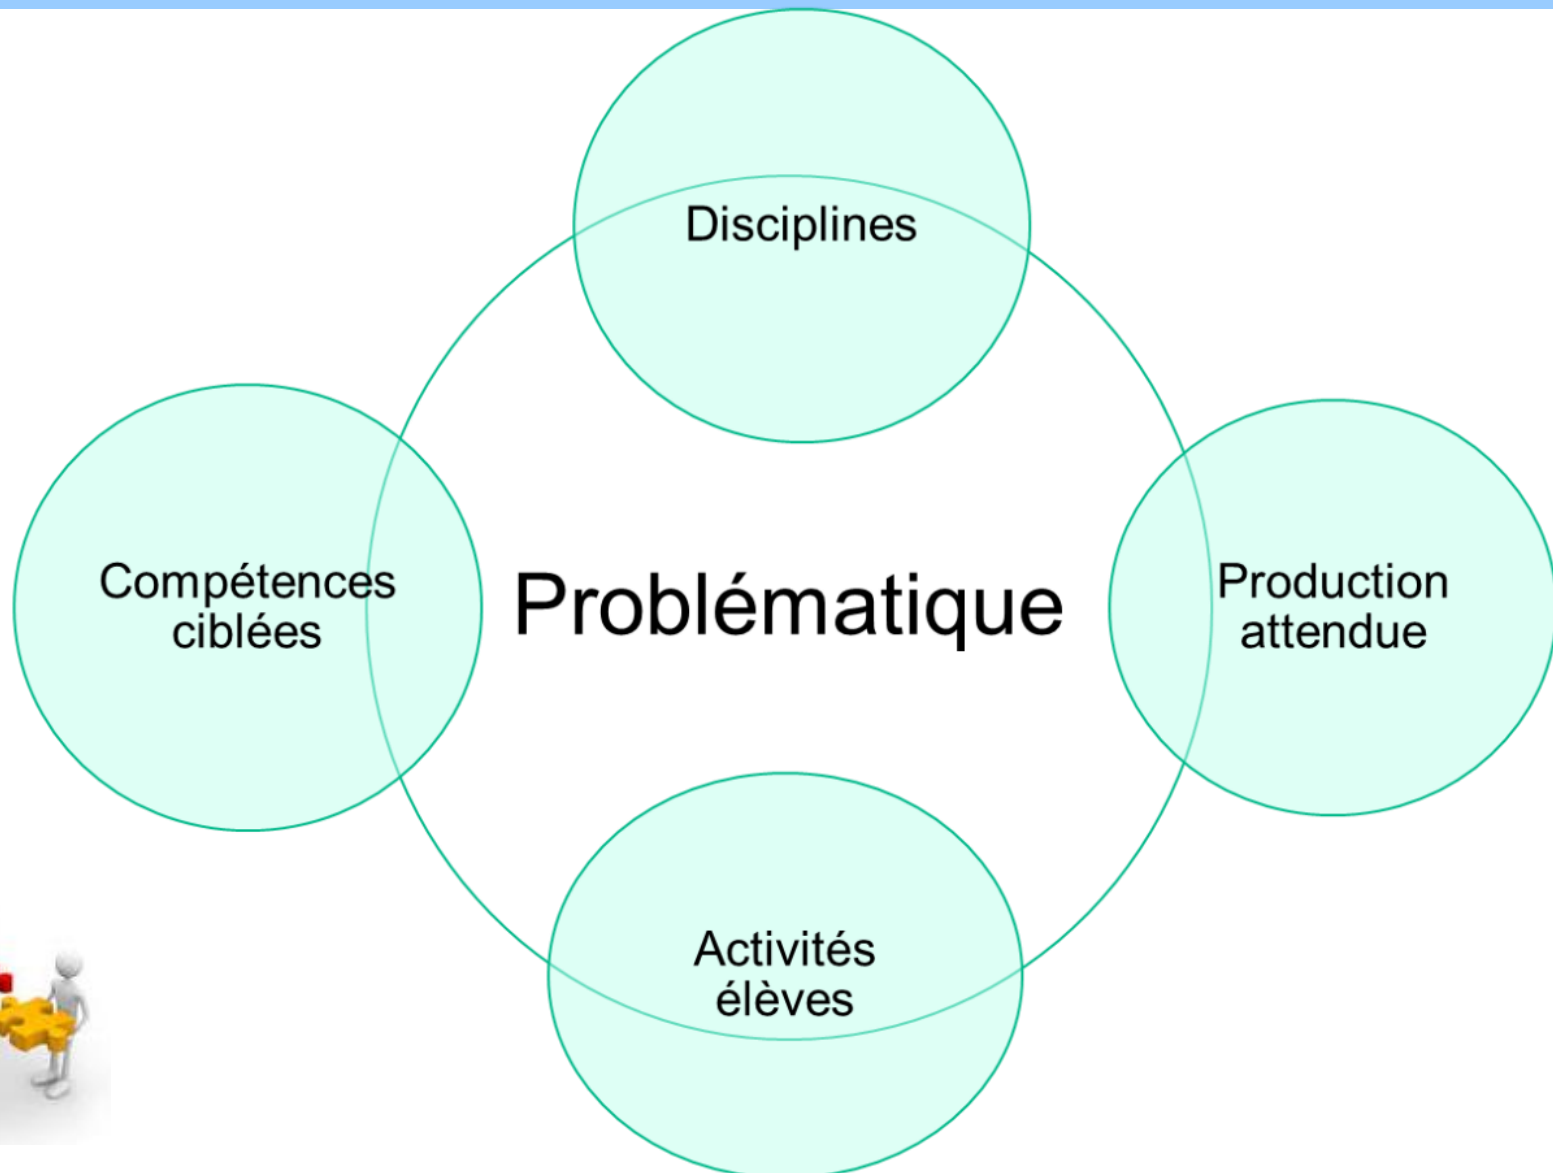 Disciplines
Compétences
ciblées
Problématique
Production
attendue
Activités
élèves